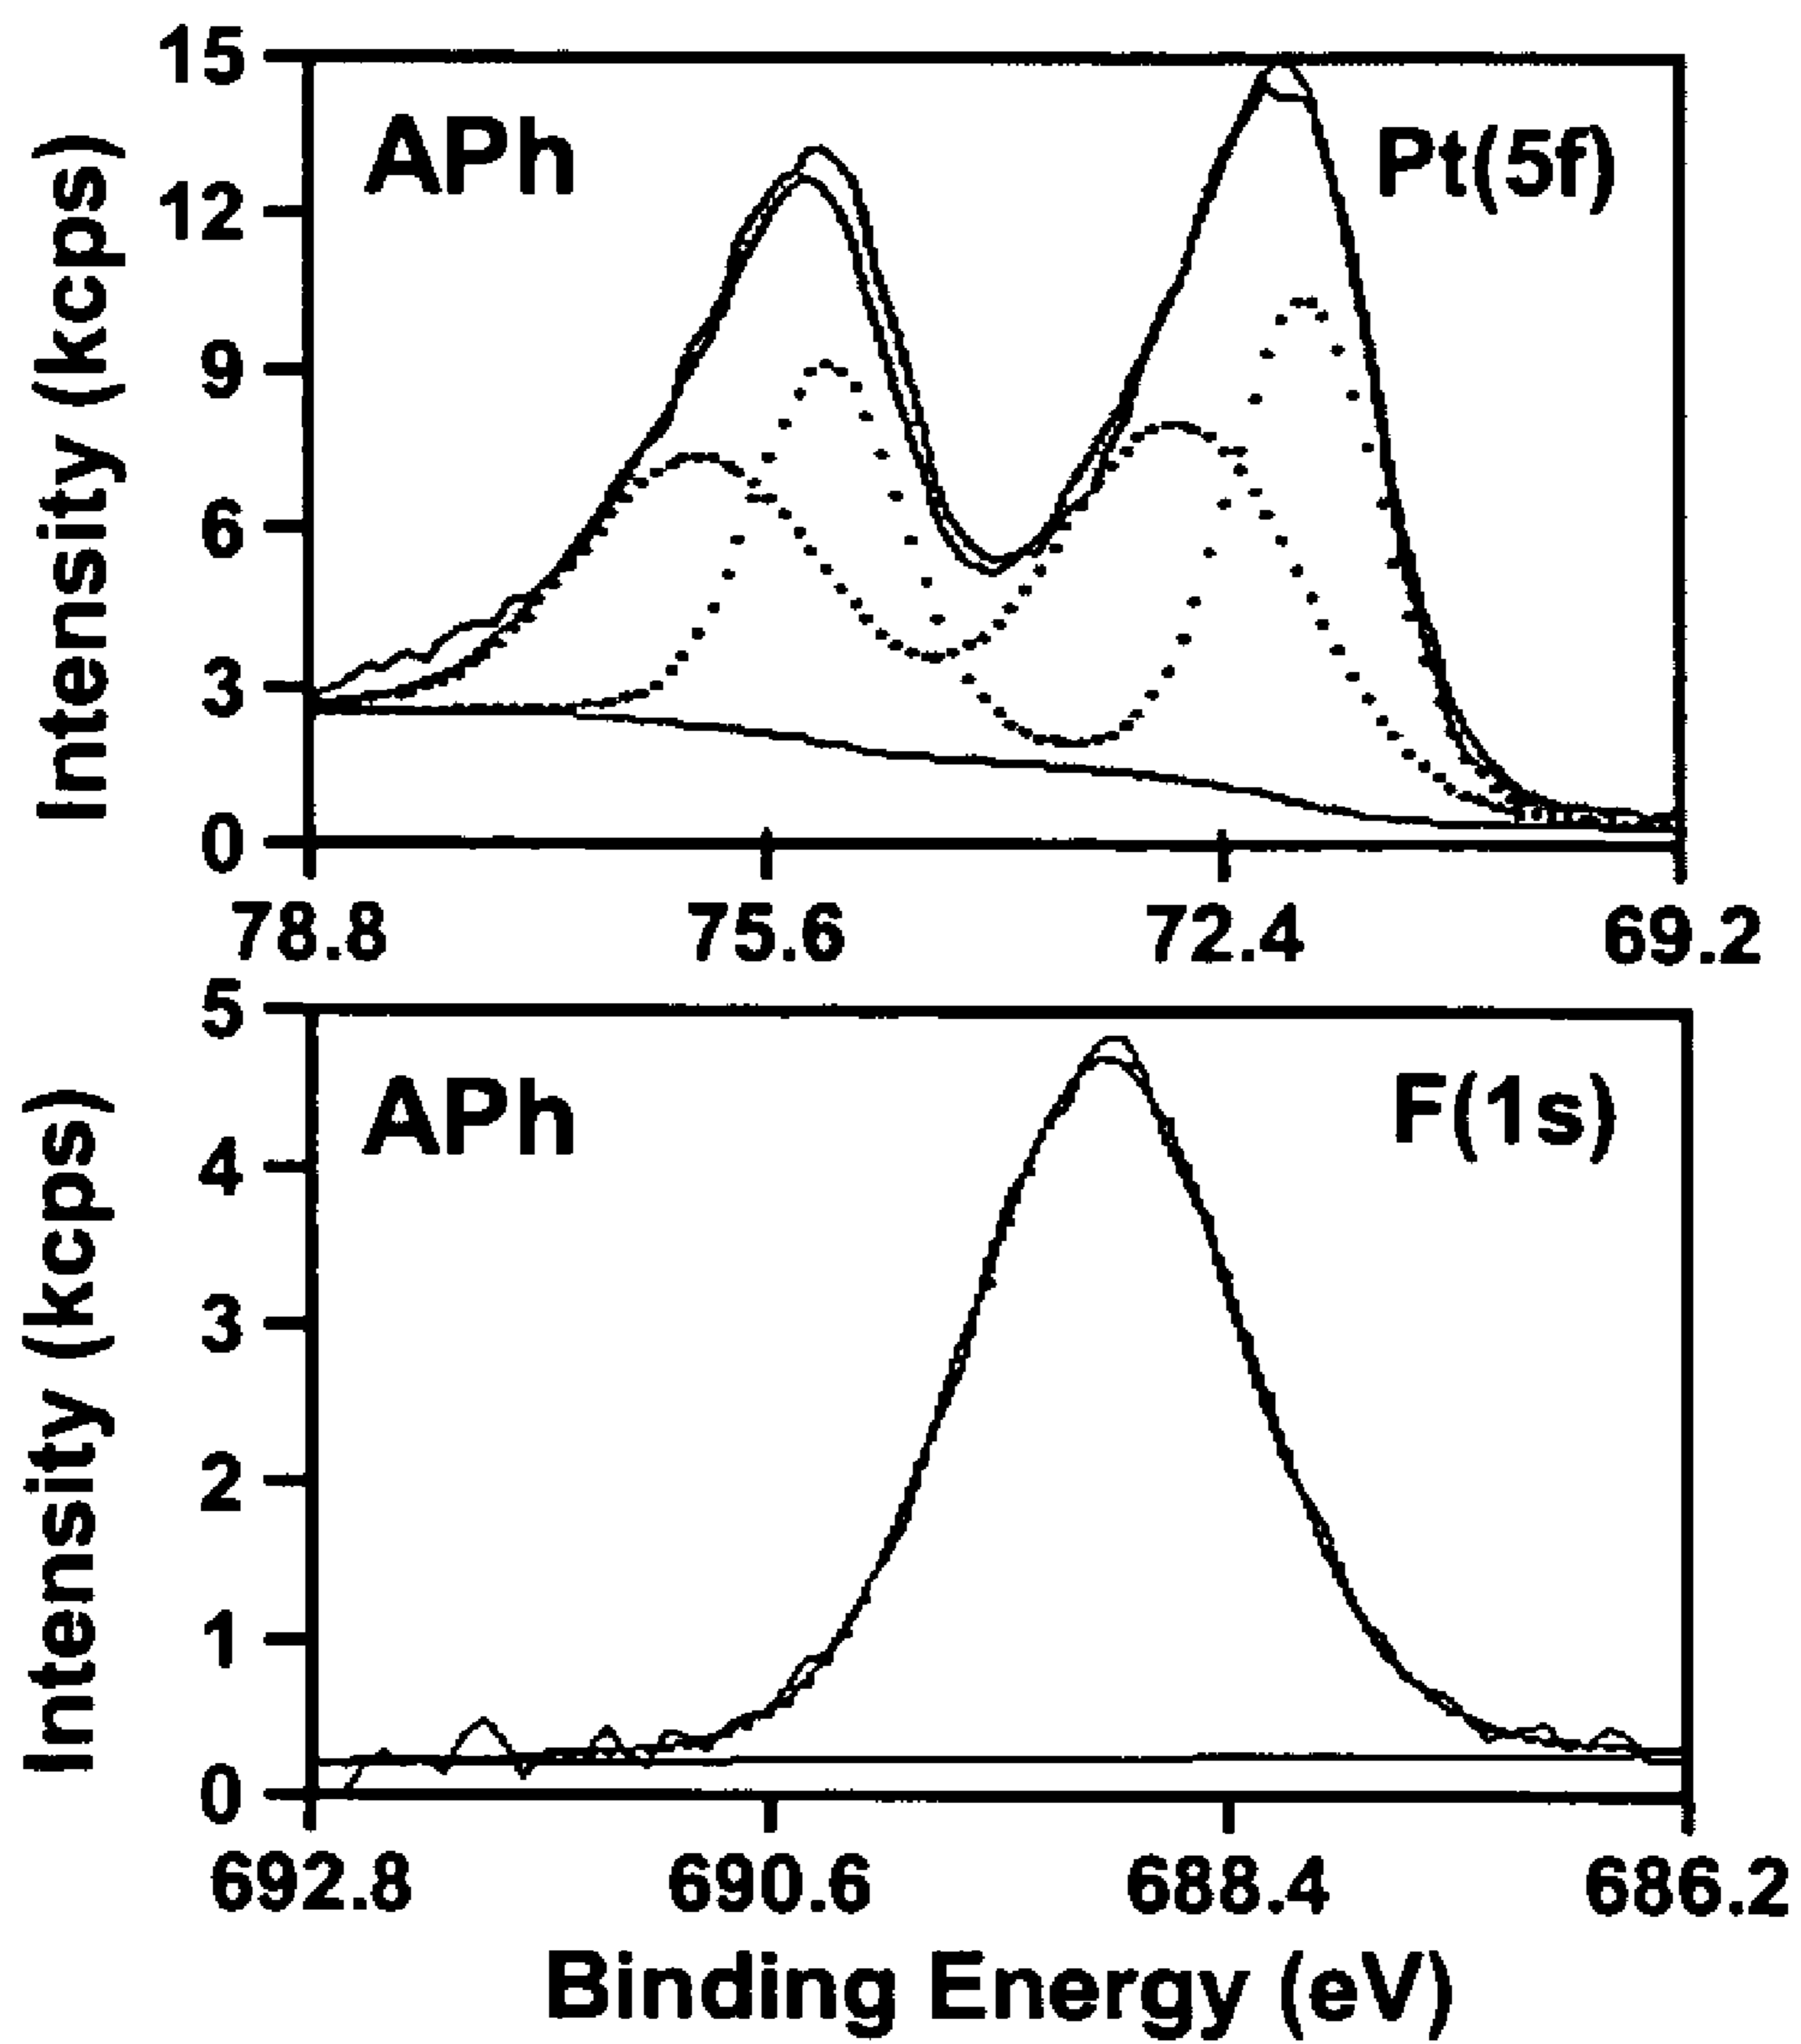 Intensity (kcps)
15
12
9
6
3
0
APh
Pt(5f)
78.8 75.6 72.4 69.2
Intensity (kcps)
5
4
3
2
1
0
APh
F(1s)
692.8 690.6 688.4 686.2
Binding Energy (eV)